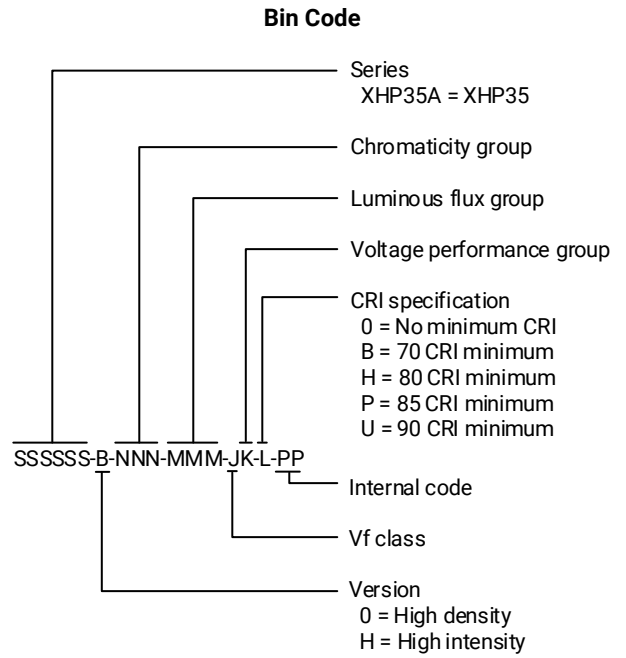 Bin Code
Series
XHP35A = XHP35
Chromaticity group
Luminous flux group
Voltage performance group
CRI specification
0 = No minimum CRI
B = 70 CRI minimum
H = 80 CRI minimum
P = 85 CRI minimum
U = 90 CRI minimum
SSSSSS-B-NNN-MMM-JK-L-PP
Internal code
Vf class
Version
0 = High density
H = High intensity